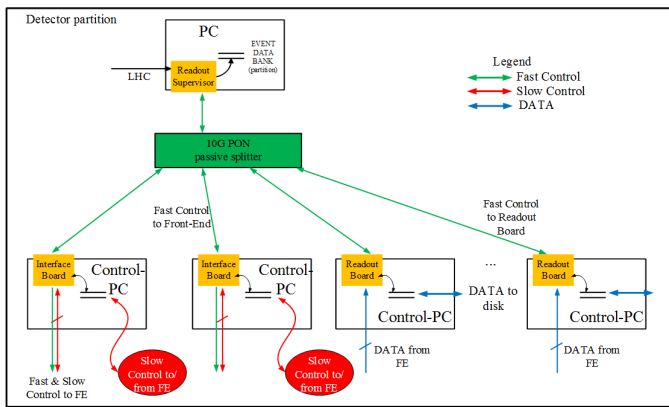 Detector partition
PC
EVENT
DATA
BANK
(partition)
LHC
Readout
Supervisor
Legend
Fast Control
Slow Control
DATA
10G PON
passive splitter
Fast Control
to Front-End
Fast Control
to Readout
Board
Interface
Board
Control-
PC
Interface
Board
Control-
PC
Readout
Board
Control-PC
...
DATA to
disk
Readout
Board
Control-PC
Fast & Slow
Control to FE
Slow
Control to/
from FE
Slow
Control to/
from FE
DATA from
FE
DATA from
FE